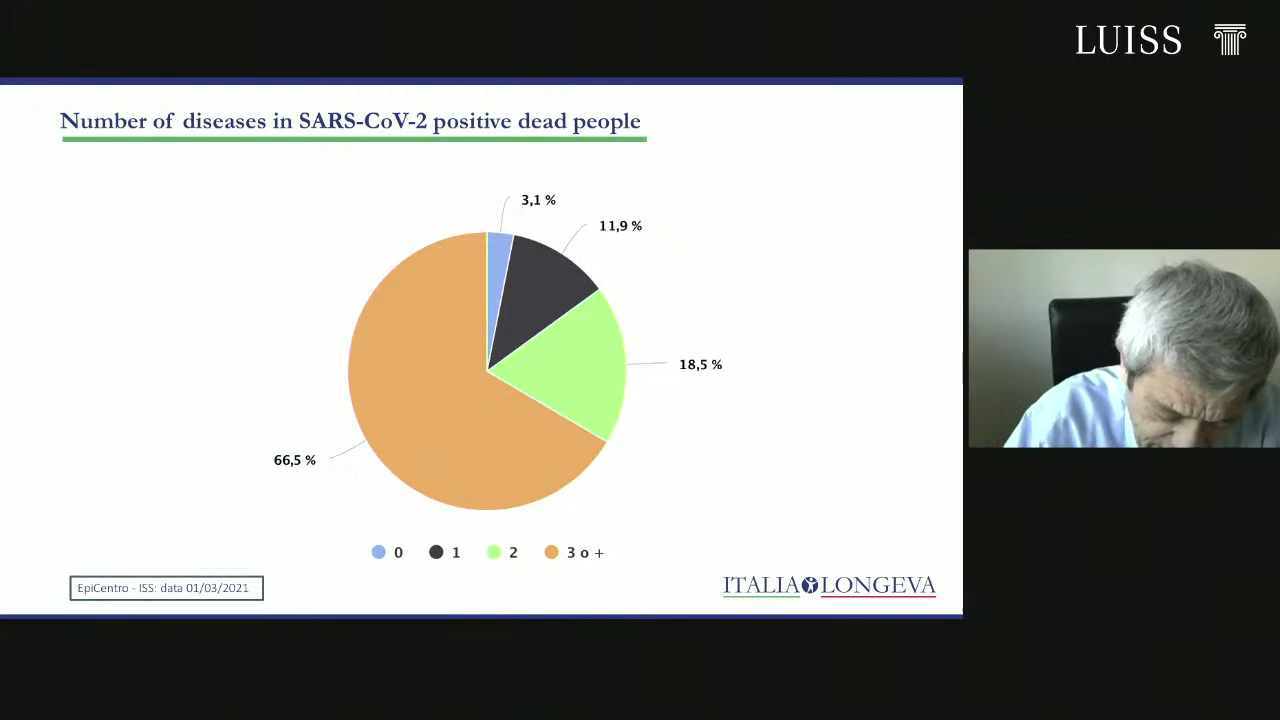 LUISS
Number of diseases in SARS-CoV-2 positive dead people
3,1 %
11,9 %
18,5 %
66,5 %
0 1 2 3 o +
EpiCentro - ISS: data 01/03/2021
ITALIA LONGEVA